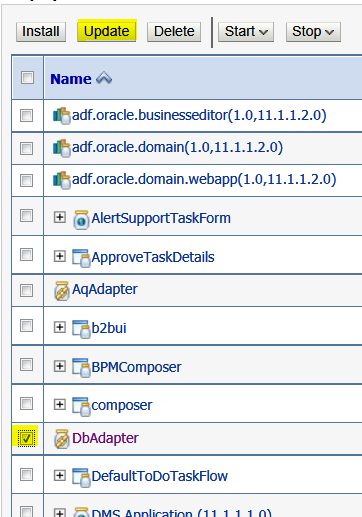 Install Update Delete Start Stop
Name
adf.oracle.businesseditor(1.0,11.1.1.2.0)
adf.oracle.domain(1.0,11.1.1.2.0)
adf.oracle.domain.webapp(1.0,11.1.1.2.0)
AlertSupportTaskForm
ApproveTaskDetails
AqAdapter
b2bui
BPMComposer
composer
DbAdapter
DefaultToDoTaskFlow
DMS Application (11.1.1.1.0)